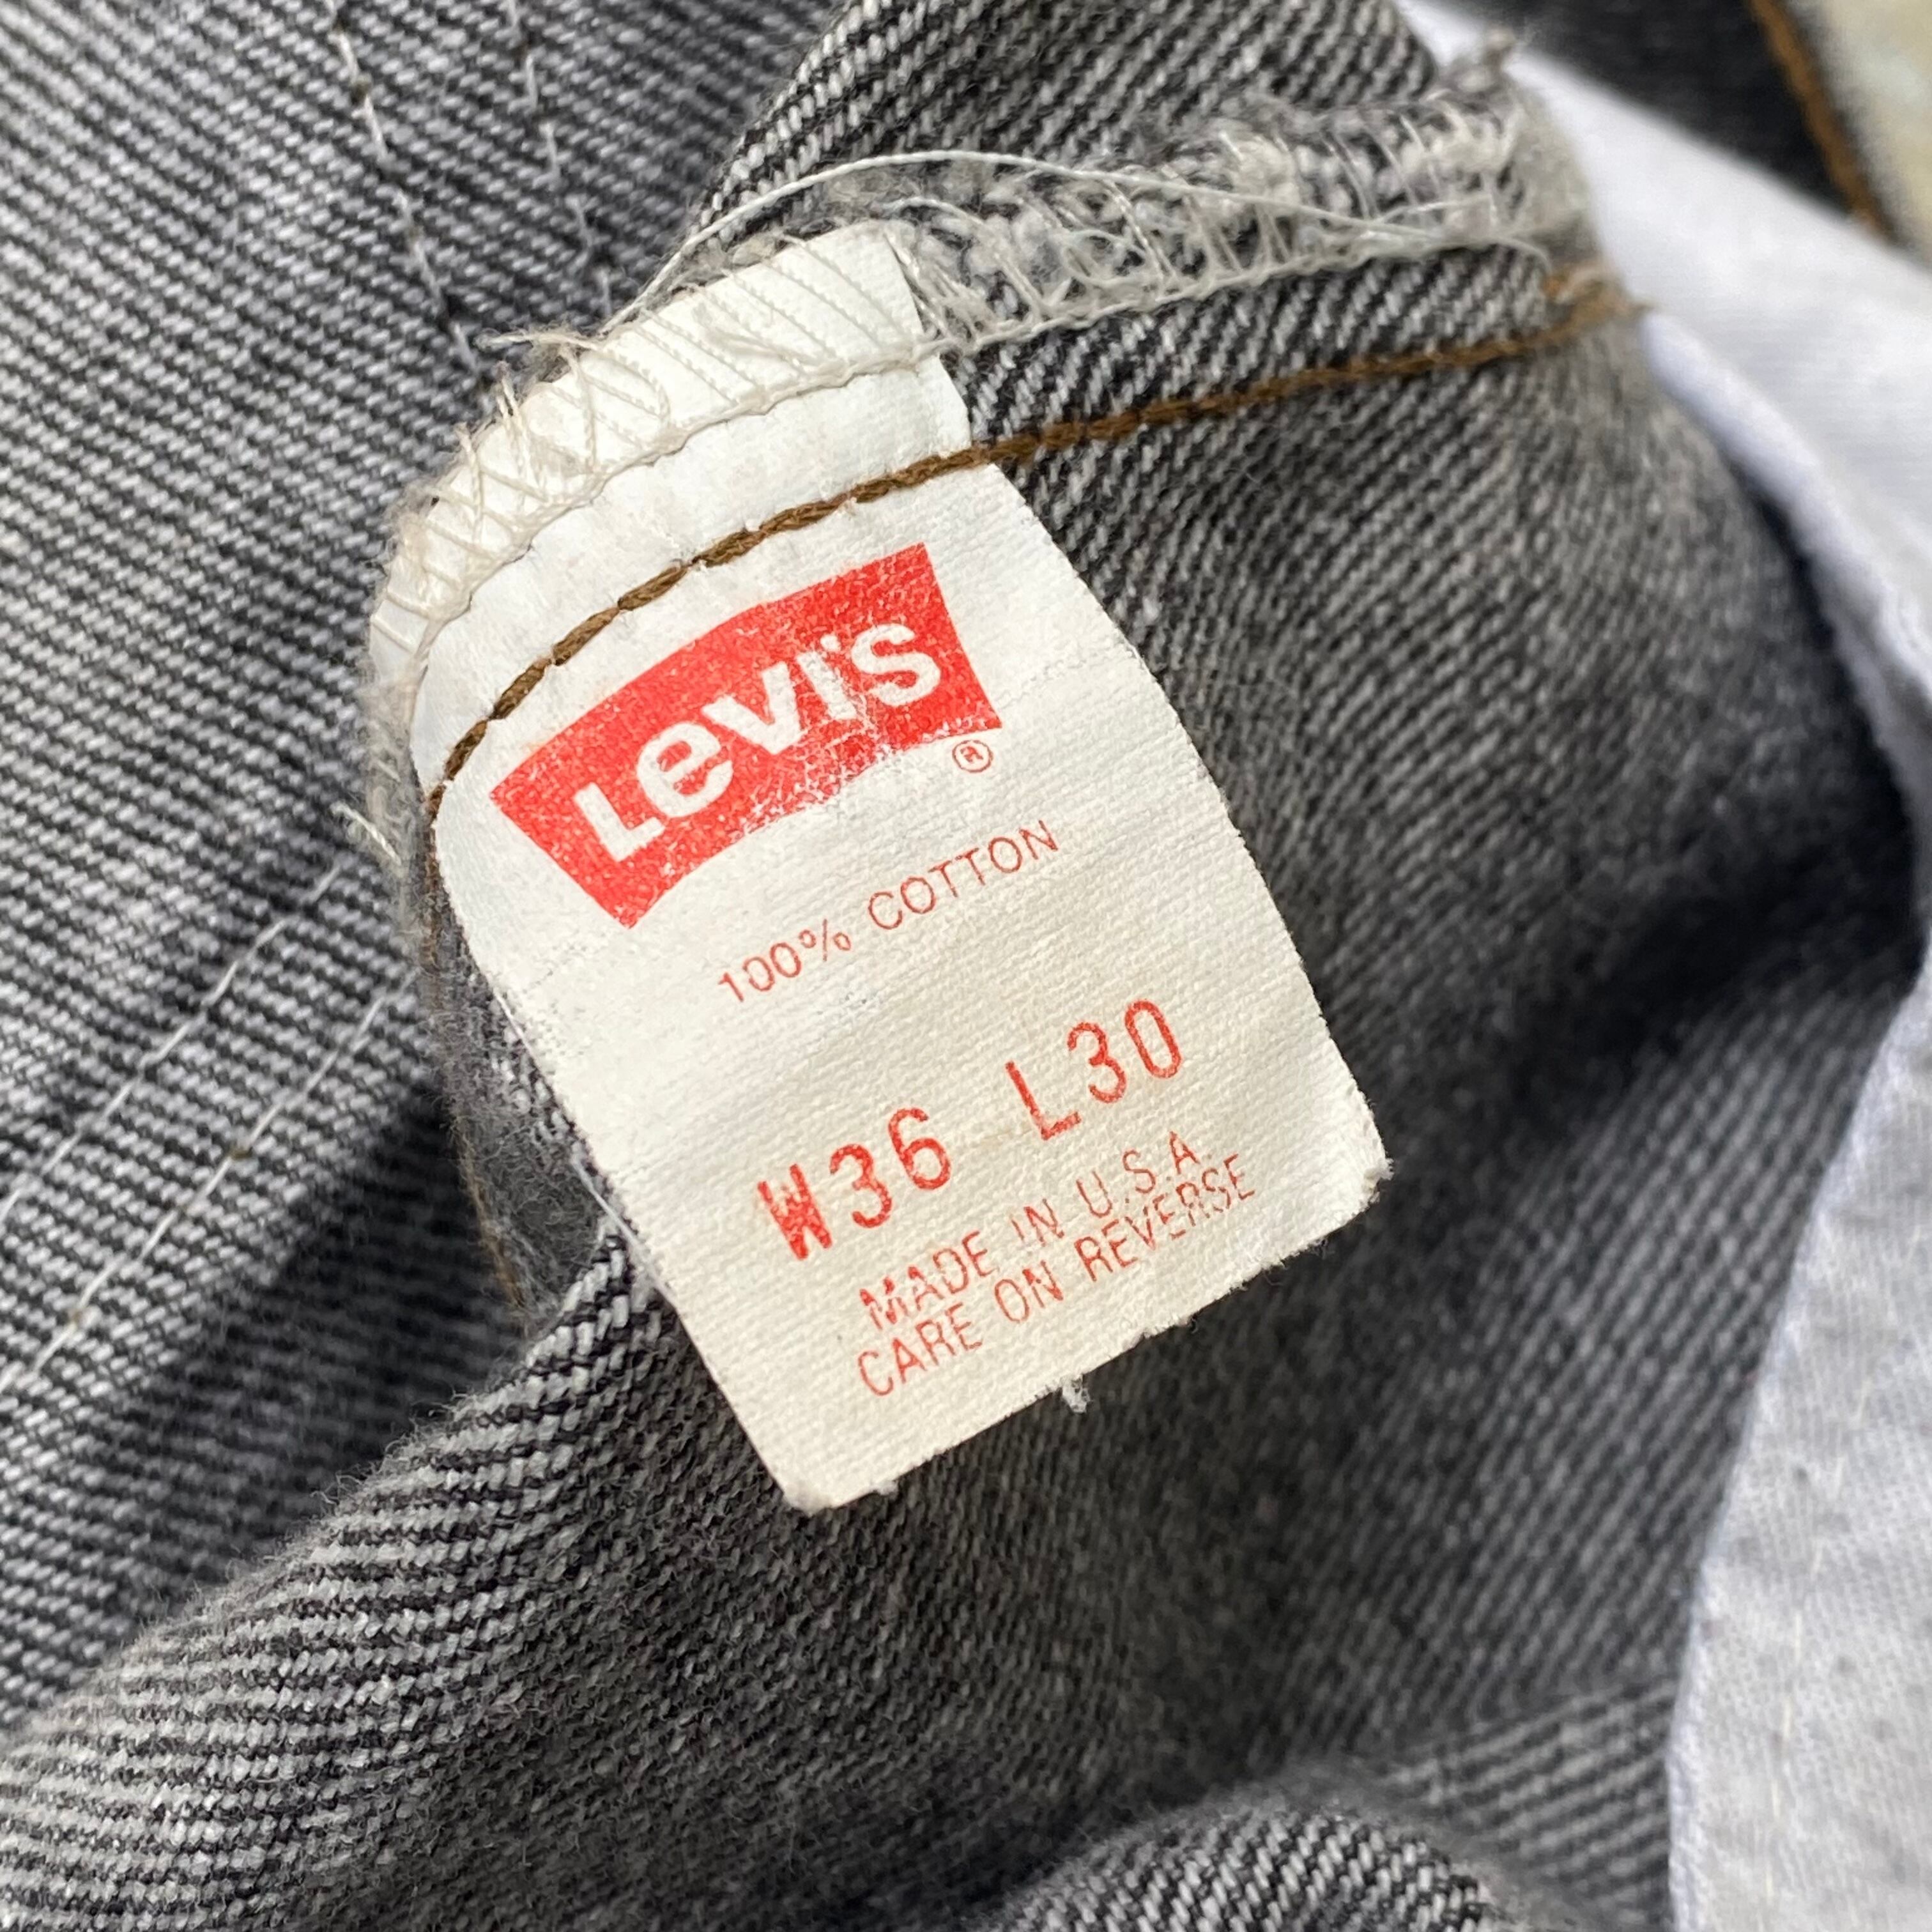 Levi's
®
100% COTTON
W36 L30
MADE IN U.S.A.
CARE ON REVERSE